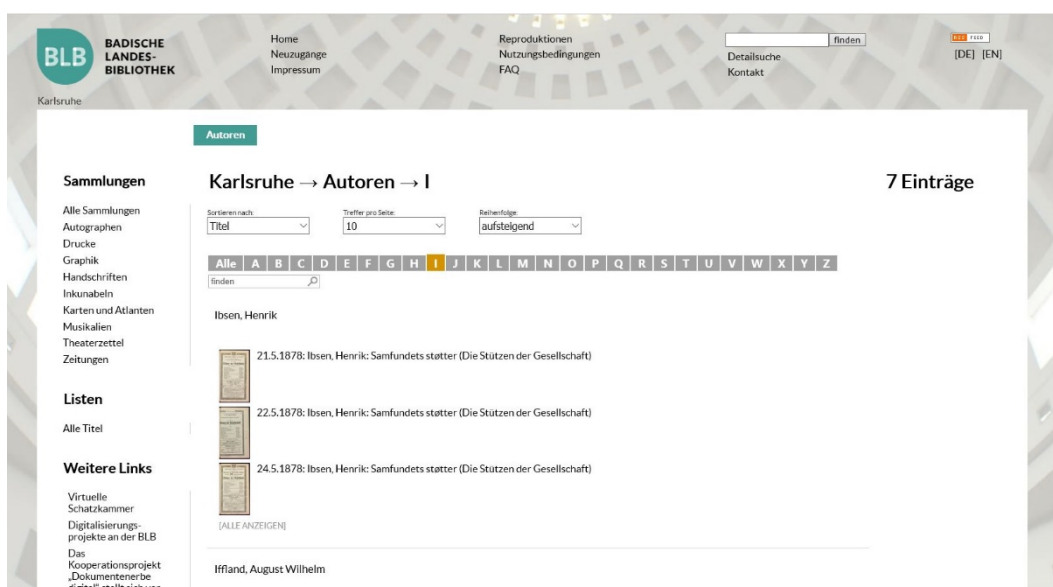 BLB
BADISCHE
LANDES-
BIBLIOTHEK
Karlsruhe
Home
Neuzugänge
Impressum
Reproduktionen
Nutzungsbedingungen
FAQ
finden
Detailsuche
Kontakt
[DE] [EN]
Autoren
Sammlungen
Alle Sammlungen
Autographen
Drucke
Graphik
Handschriften
Inkunabeln
Karten und Atlanten
Musikalien
Theaterzettel
Zeitungen
Listen
Alle Titel
Weitere Links
Virtuelle
Schatzkammer
Digitalisierungs-
projekte an der BLB
Das
Kooperationsprojekt
„Dokumentenerbe
Karlsruhe → Autoren → I
7 Einträge
Sortieren nach:
Titel
Treffer pro Seite:
10
Reihenfolge:
aufsteigend
Alle A B C D E F G H I J K L M N O P Q R S T U V W X Y Z
finden
Ibsen, Henrik
21.5.1878: Ibsen, Henrik: Samfundets støtter (Die Stützen der Gesellschaft)
22.5.1878: Ibsen, Henrik: Samfundets støtter (Die Stützen der Gesellschaft)
24.5.1878: Ibsen, Henrik: Samfundets støtter (Die Stützen der Gesellschaft)
[ALLE ANZEIGEN]
Iffland, August Wilhelm